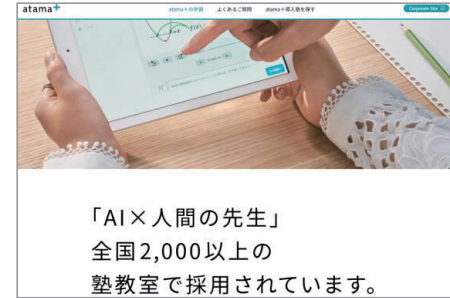 atama+
atama+の学習 よくあるご質問 atama+導入塾を探す Corporate Site
「AI×人間の先生」
全国2,000以上の
塾教室で採用されています。